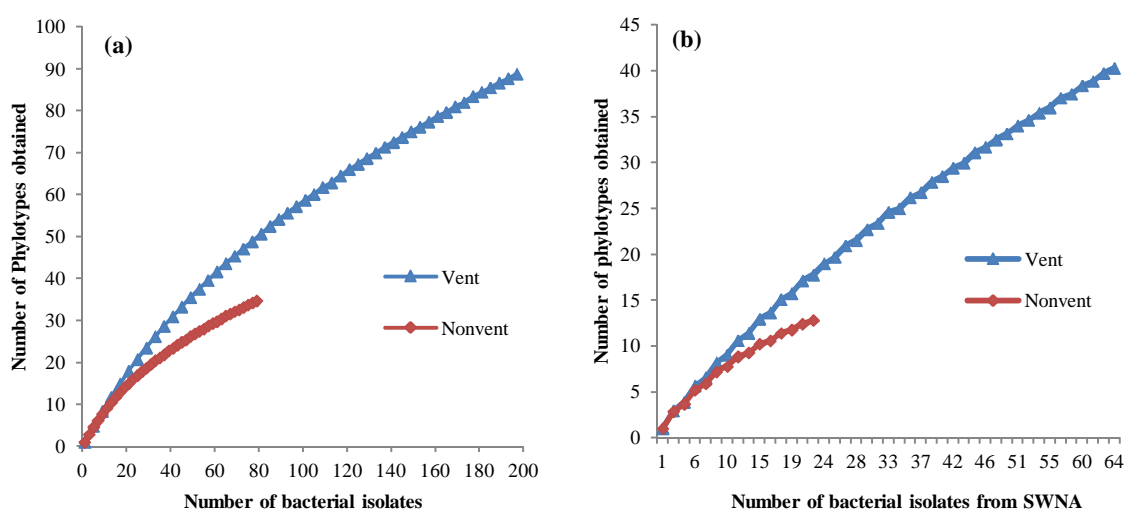 (a)
Number of Phylotypes obtained
100
90
80
70
60
50
40
30
20
10
0
0 20 40 60 80 100 120 140 160 180 200
Number of bacterial isolates
Vent
Nonvent
(b)
Number of phylotypes obtained
45
40
35
30
25
20
15
10
5
0
1 6 10 15 19 24 28 33 37 42 46 51 55 60 64
Number of bacterial isolates from SWNA
Vent
Nonvent